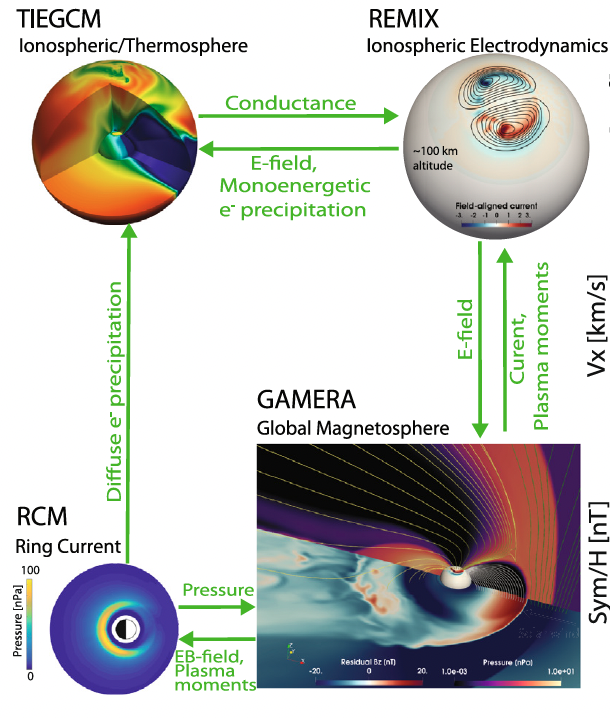 TIEGCM
Ionospheric/Thermosphere
REMIX
Ionospheric Electrodynamics
Conductance
E-field,
Monoenergetic
e⁻ precipitation
~100 km
altitude
Field-aligned current
-3 -2 -1 0 1 2 3
Diffuse e⁻ precipitation
E-field
Curent,
Plasma moments
Vx [km/s]
GAMERA
Global Magnetosphere
RCM
Ring Current
100
Pressure [nPa]
0
Pressure
EB-field,
Plasma
moments
Residual Bz (nT)
-20. 0 20.
Pressure (nPa)
1.0e-03 1.0e+01
Sym/H [nT]